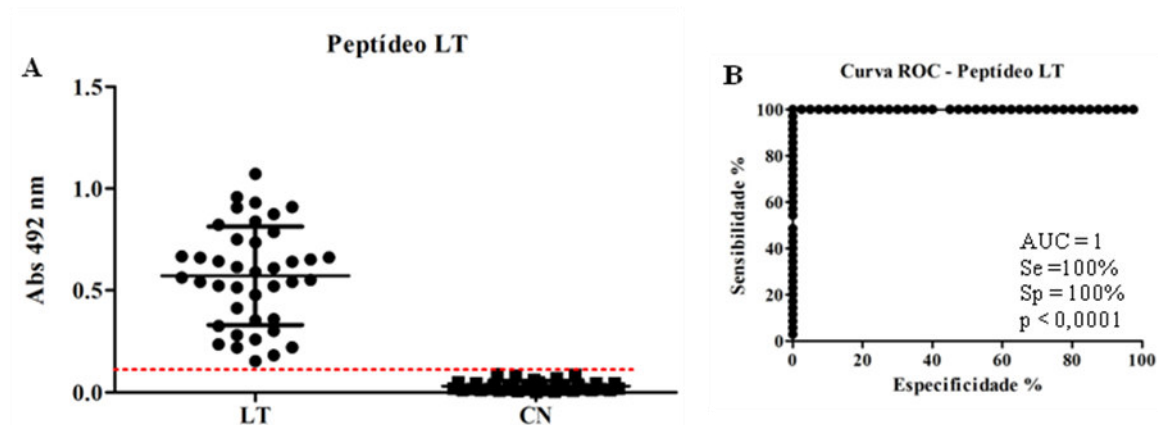 Peptídeo LT
A
Abs 492 nm
1.5
1.0
0.5
0.0
LT
CN
B
Curva ROC - Peptídeo LT
Sensibilidade %
100
80
60
40
20
0
AUC = 1
Se =100%
Sp = 100%
p < 0,0001
0
20
40
60
80
100
Especificidade %